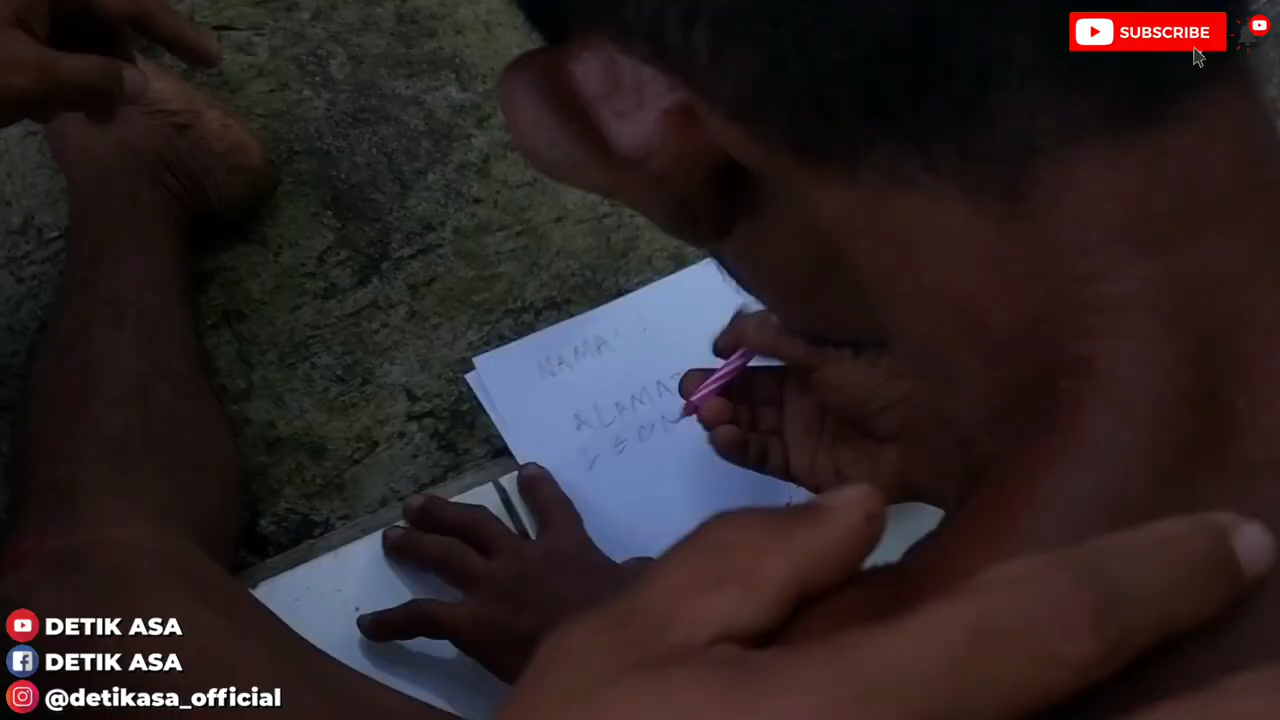 SUBSCRIBE
NAMA :
ALAMAT
DETIK ASA
DETIK ASA
@detikasa_official